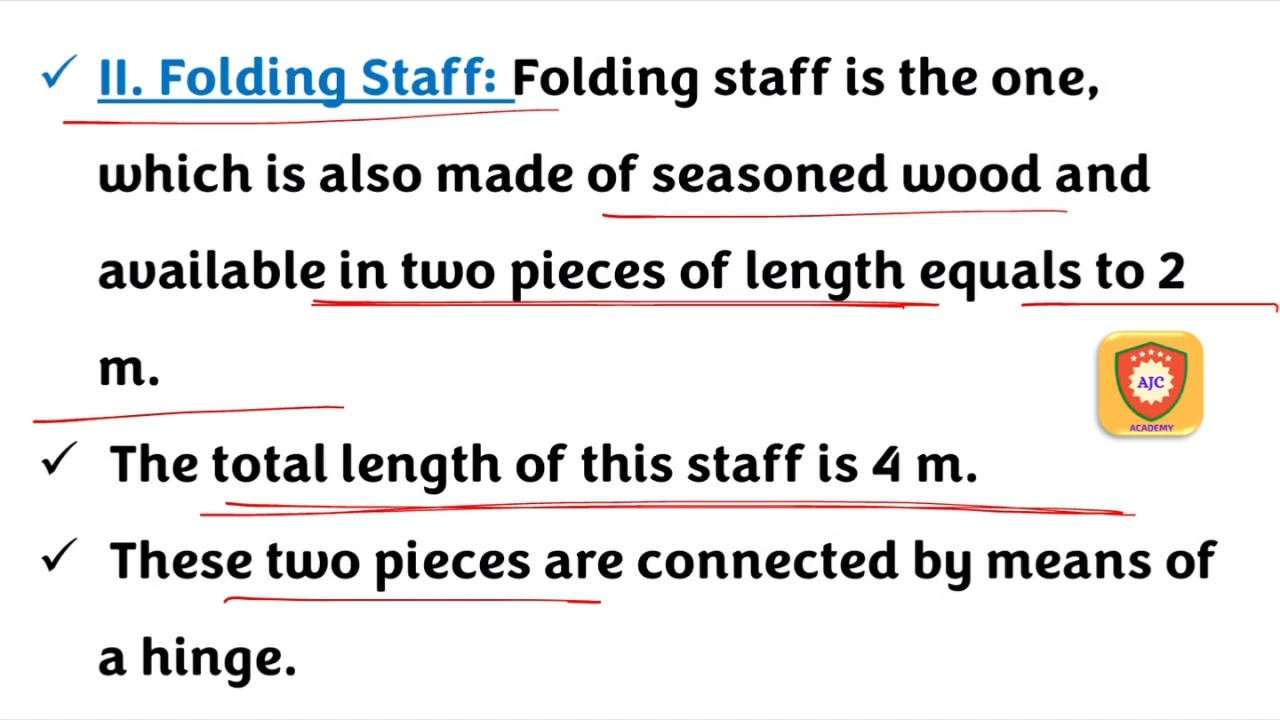 ✓ II. Folding Staff: Folding staff is the one,
which is also made of seasoned wood and
available in two pieces of length equals to 2
m.
AJC
ACADEMY
✓ The total length of this staff is 4 m.
✓ These two pieces are connected by means of
a hinge.